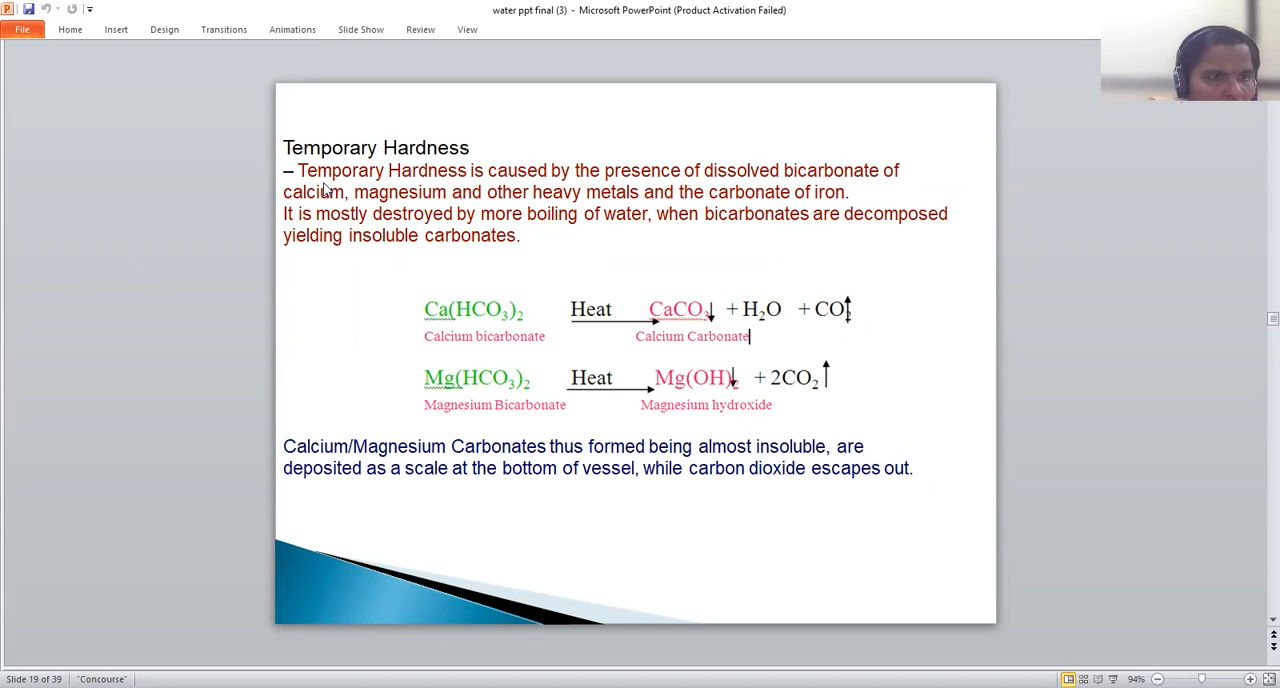 water ppt final (3) - Microsoft PowerPoint (Product Activation Failed)
File Home Insert Design Transitions Animations Slide Show Review View
Temporary Hardness
– Temporary Hardness is caused by the presence of dissolved bicarbonate of
calcium, magnesium and other heavy metals and the carbonate of iron.
It is mostly destroyed by more boiling of water, when bicarbonates are decomposed
yielding insoluble carbonates.
Ca(HCO₃)₂ Heat CaCO₃↓ + H₂O + CO₂↑
Calcium bicarbonate Calcium Carbonate
Mg(HCO₃)₂ Heat Mg(OH)₂↓ + 2CO₂↑
Magnesium Bicarbonate Magnesium hydroxide
Calcium/Magnesium Carbonates thus formed being almost insoluble, are
deposited as a scale at the bottom of vessel, while carbon dioxide escapes out.
Slide 19 of 39 "Concourse" 94%